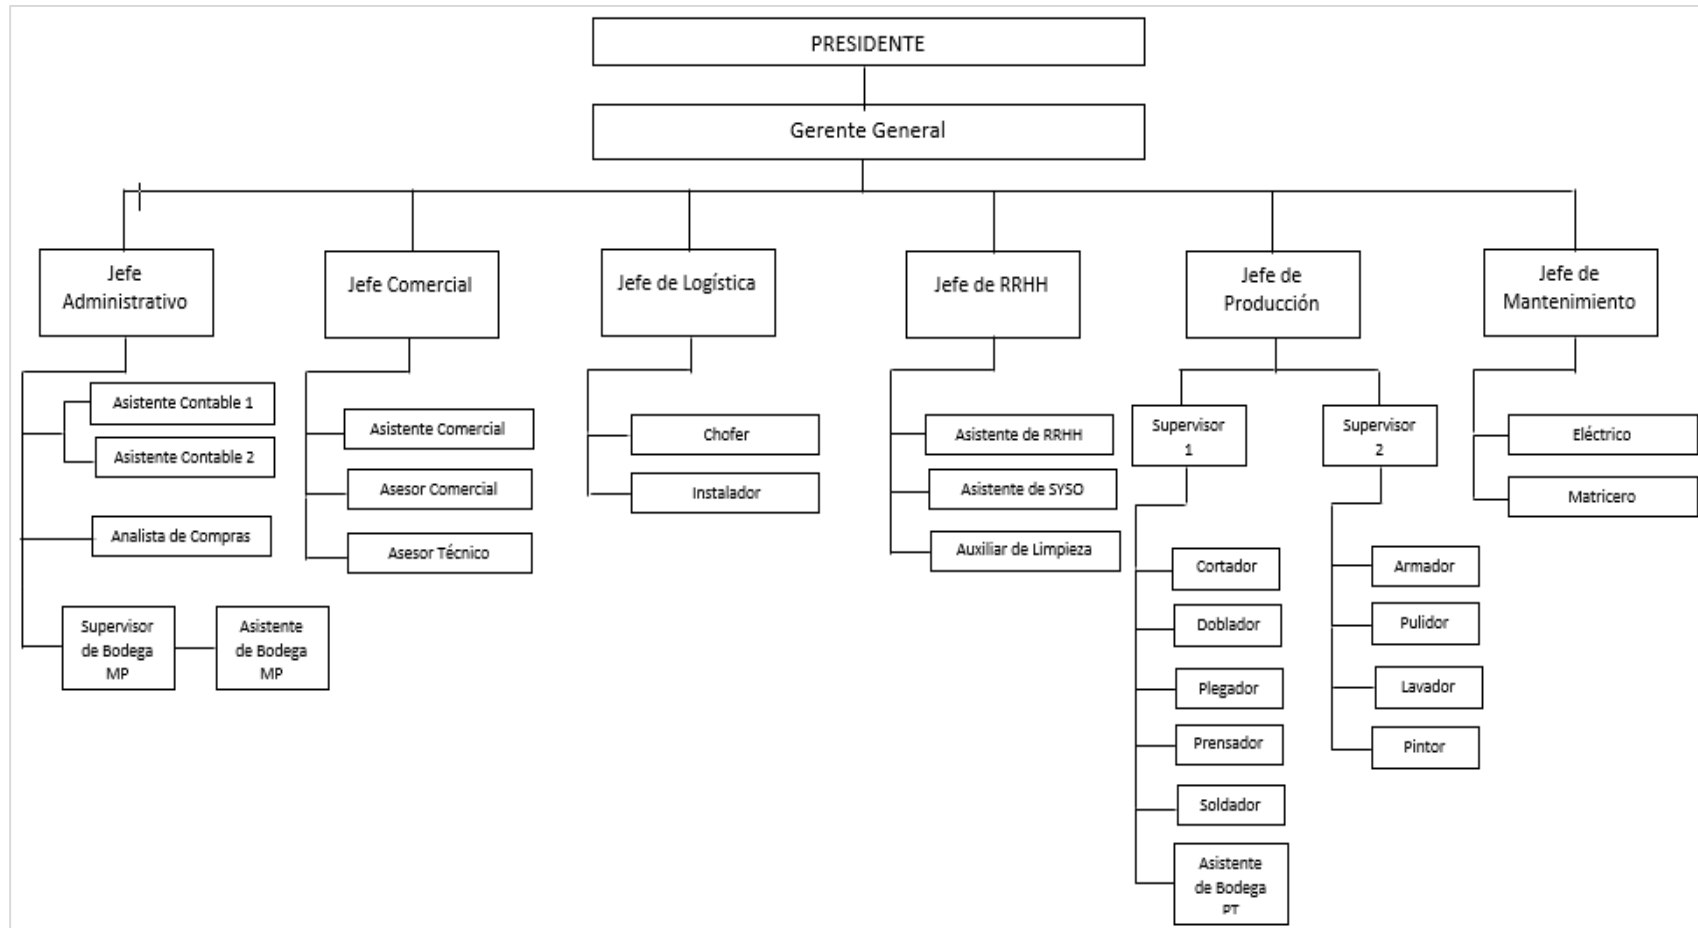 PRESIDENTE
Gerente General
Jefe
Administrativo
Jefe Comercial
Jefe de Logística
Jefe de RRHH
Jefe de
Producción
Jefe de
Mantenimiento
Asistente Contable 1
Asistente Contable 2
Analista de Compras
Supervisor
de Bodega
MP
Asistente
de Bodega
MP
Asistente Comercial
Asesor Comercial
Asesor Técnico
Chofer
Instalador
Asistente de RRHH
Asistente de SYSO
Auxiliar de Limpieza
Supervisor
1
Cortador
Doblador
Plegador
Prensador
Soldador
Asistente
de Bodega
PT
Supervisor
2
Armador
Pulidor
Lavador
Pintor
Eléctrico
Matricero